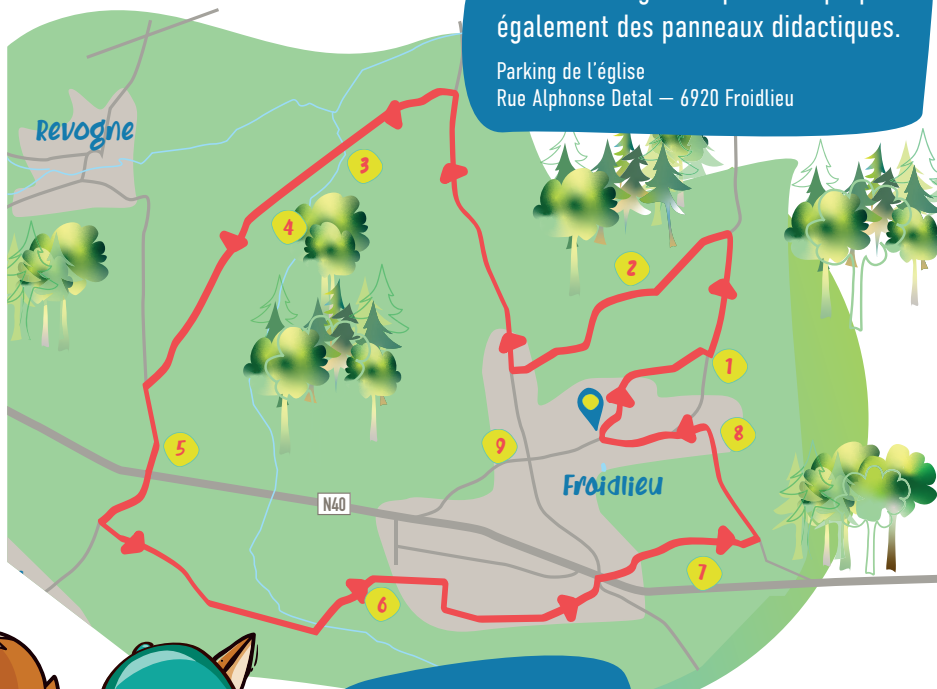 également des panneaux didactiques.
Parking de l'église
Rue Alphonse Detal – 6920 Froidlieu
Revogne
3
4
2
1
5
9
8
Froidlieu
N40
7
6